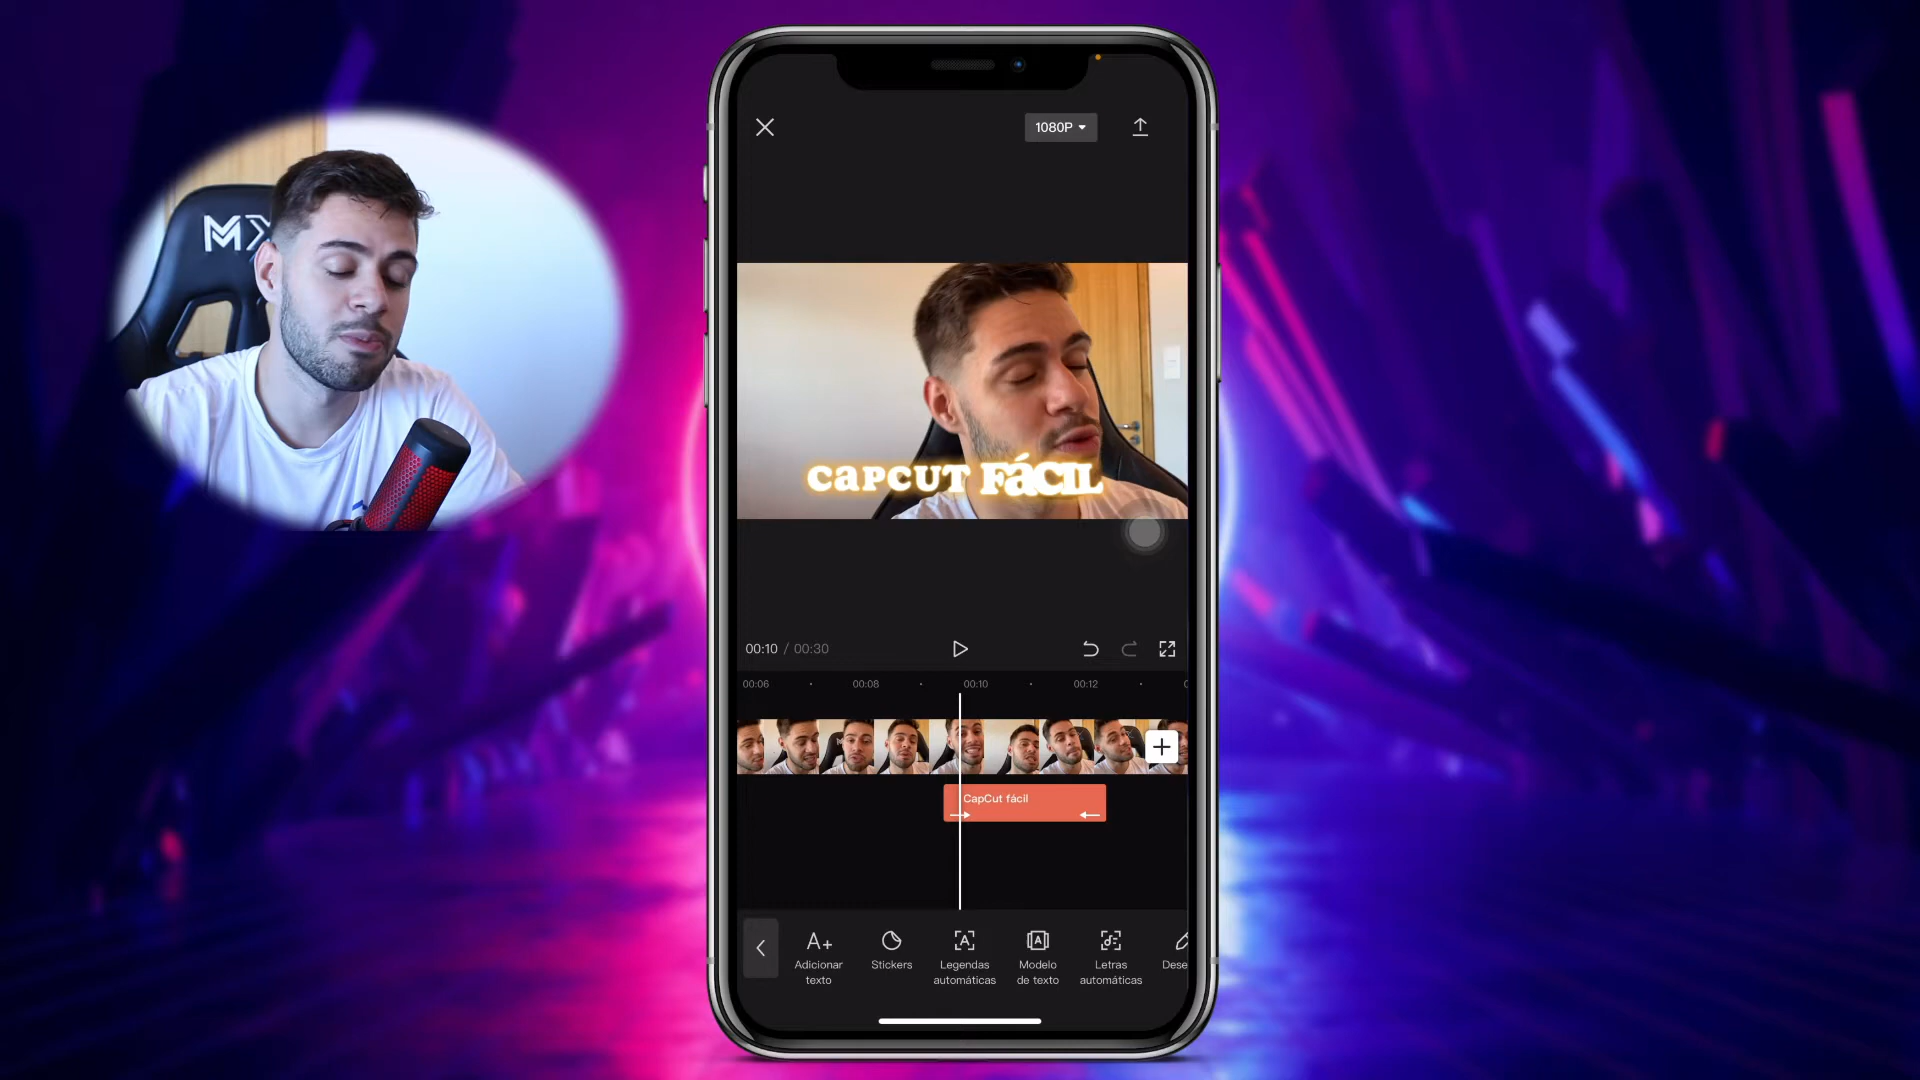 MX
1080P
CAPCUT FÁCIL
00:10 / 00:30
00:06 00:08 00:10 00:12
CapCut fácil
Adicionar texto
Stickers
Legendas automáticas
Modelo de texto
Letras automáticas
Dese